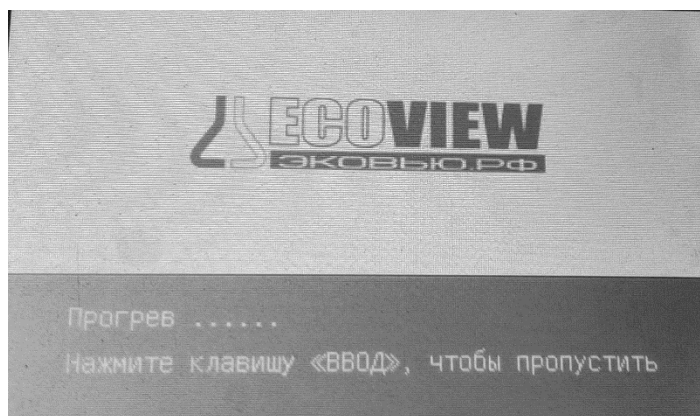 ECOVIEW
ЭКОВЬЮ.РФ
Прогрев ......
Нажмите клавишу «ВВОД», чтобы пропустить